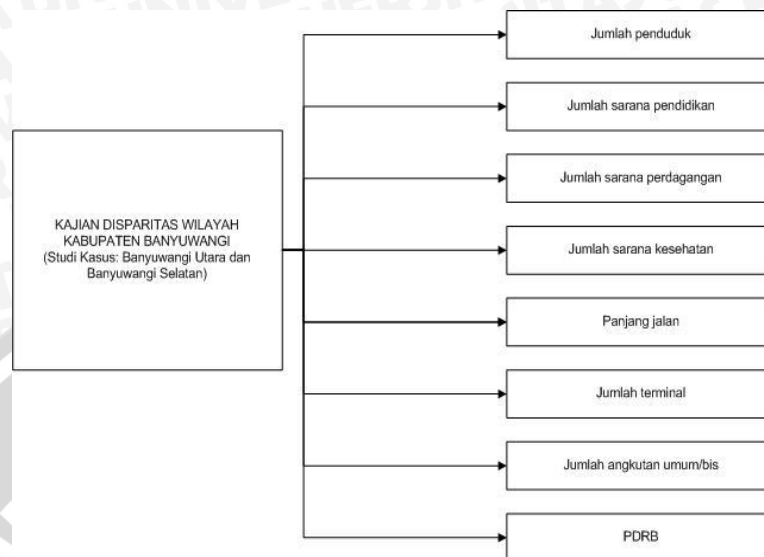 Jumlah penduduk
Jumlah sarana pendidikan
Jumlah sarana perdagangan
KAJIAN DISPARITAS WILAYAH
KABUPATEN BANYUWANGI
(Studi Kasus: Banyuwangi Utara dan
Banyuwangi Selatan)
Jumlah sarana kesehatan
Panjang jalan
Jumlah terminal
Jumlah angkutan umum/bis
PDRB